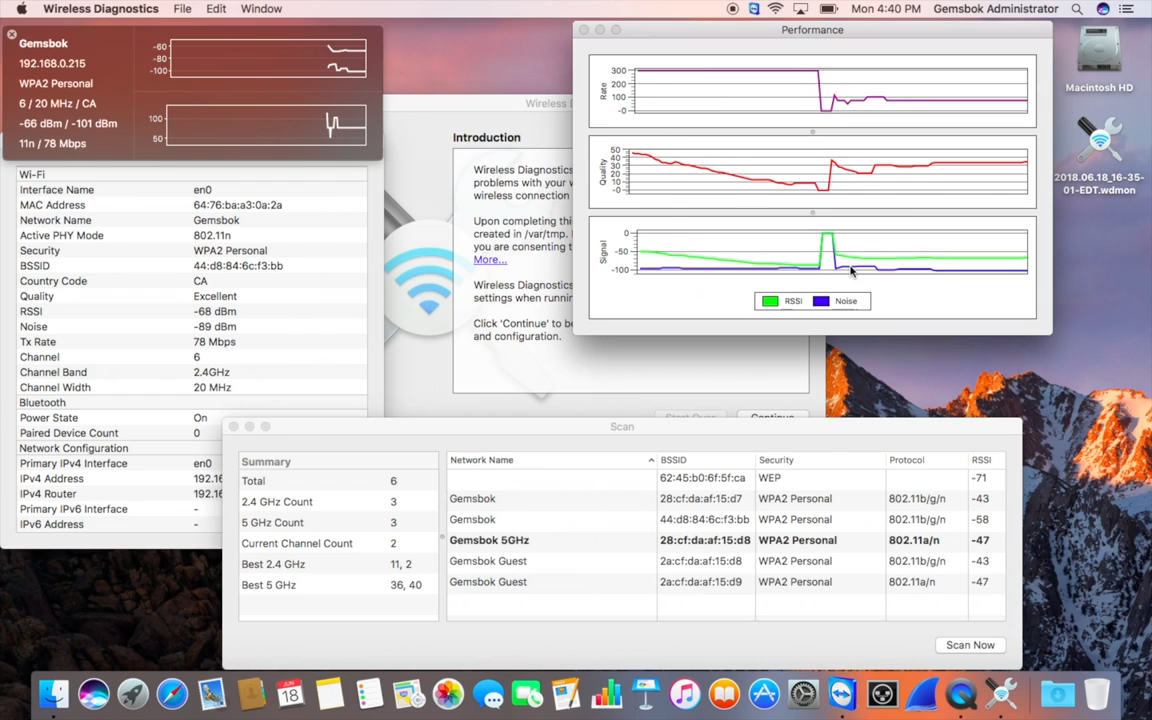 Wireless Diagnostics File Edit Window Mon 4:40 PM Gemsbok Administrator
Gemsbok
192.168.0.215
WPA2 Personal
6 / 20 MHz / CA
-66 dBm / -101 dBm
11n / 78 Mbps
-60
-80
-100
100
50
Wi-Fi
Interface Name en0
MAC Address 64:76:ba:a3:0a:2a
Network Name Gemsbok
Active PHY Mode 802.11n
Security WPA2 Personal
BSSID 44:d8:84:6c:f3:bb
Country Code CA
Quality Excellent
RSSI -68 dBm
Noise -89 dBm
Tx Rate 78 Mbps
Channel 6
Channel Band 2.4GHz
Channel Width 20 MHz
Bluetooth
Power State On
Paired Device Count 0
Network Configuration
Primary IPv4 Interface en0
IPv4 Address 192.16
IPv4 Router 192.16
Primary IPv6 Interface -
IPv6 Address -
Wireless D
Introduction
Wireless Diagnostics
problems with your w
wireless connection
Upon completing thi
created in /var/tmp.
you are consenting t
More...
Wireless Diagnostics
settings when runnin
Click 'Continue' to be
and configuration.
Start Over Continue
Performance
Rate
300
200
100
-0
Quality
50
40
30
20
10
-0
Signal
0
-50
-100
RSSI Noise
Macintosh HD
2018.06.18_16-35-
01-EDT.wdmon
Scan
Summary
Total 6
2.4 GHz Count 3
5 GHz Count 3
Current Channel Count 2
Best 2.4 GHz 11, 2
Best 5 GHz 36, 40
Network Name BSSID Security Protocol RSSI
62:45:b0:6f:5f:ca WEP -71
Gemsbok 28:cf:da:af:15:d7 WPA2 Personal 802.11b/g/n -43
Gemsbok 44:d8:84:6c:f3:bb WPA2 Personal 802.11b/g/n -58
Gemsbok 5GHz 28:cf:da:af:15:d8 WPA2 Personal 802.11a/n -47
Gemsbok Guest 2a:cf:da:af:15:d8 WPA2 Personal 802.11b/g/n -43
Gemsbok Guest 2a:cf:da:af:15:d9 WPA2 Personal 802.11a/n -47
Scan Now
JUN
18